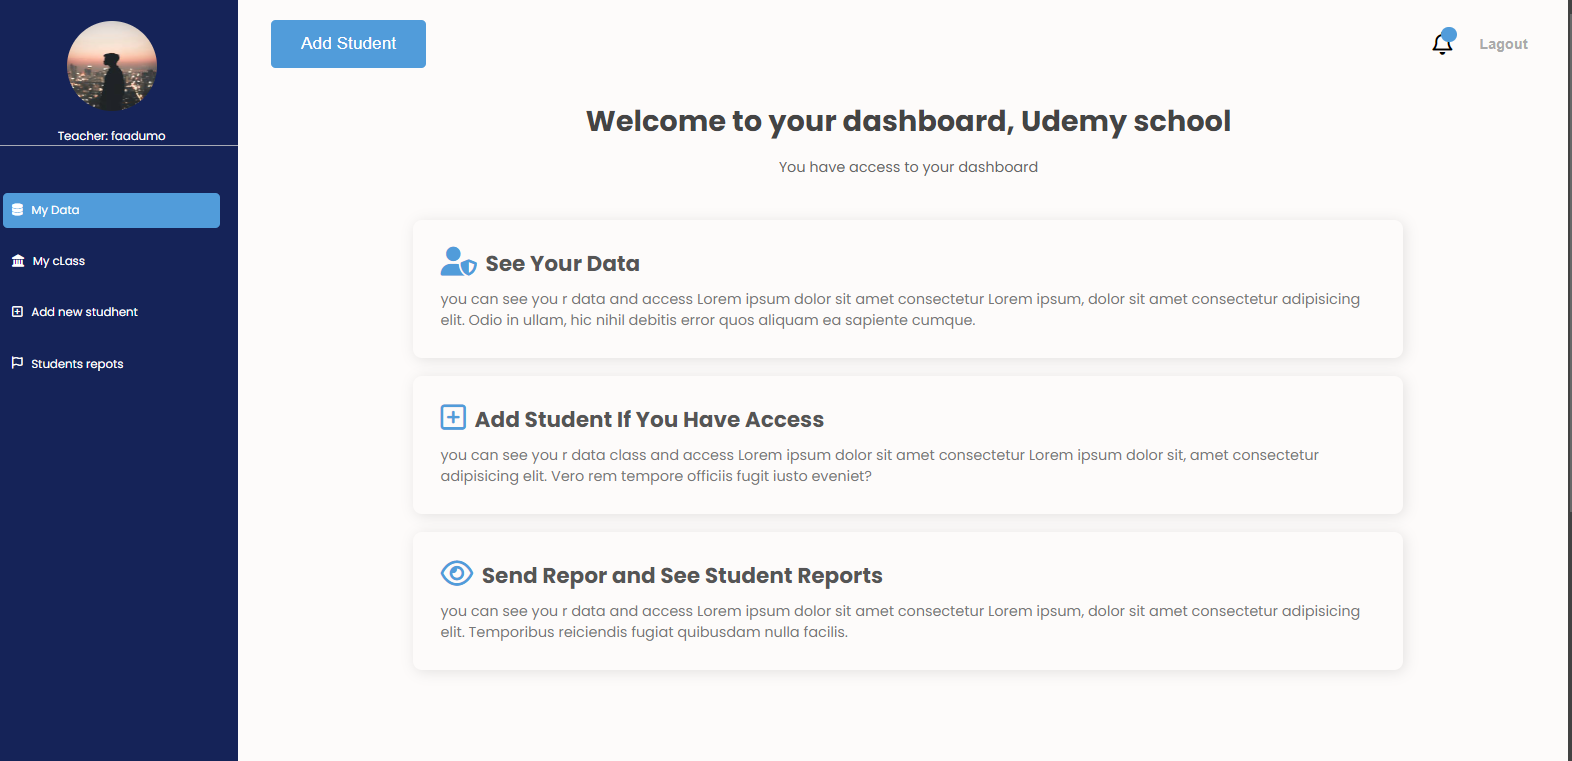 Teacher: faadumo
My Data
My cLass
Add new studhent
Students repots
Add Student
Lagout
Welcome to your dashboard, Udemy school
You have access to your dashboard
See Your Data
you can see you r data and access Lorem ipsum dolor sit amet consectetur Lorem ipsum, dolor sit amet consectetur adipisicing
elit. Odio in ullam, hic nihil debitis error quos aliquam ea sapiente cumque.
Add Student If You Have Access
you can see you r data class and access Lorem ipsum dolor sit amet consectetur Lorem ipsum dolor sit, amet consectetur
adipisicing elit. Vero rem tempore officiis fugit iusto eveniet?
Send Repor and See Student Reports
you can see you r data and access Lorem ipsum dolor sit amet consectetur Lorem ipsum, dolor sit amet consectetur adipisicing
elit. Temporibus reiciendis fugiat quibusdam nulla facilis.